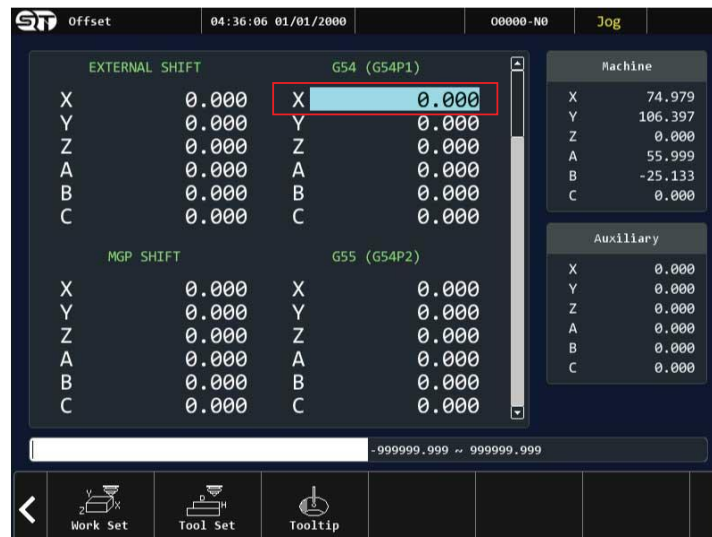 ST Offset 04:36:06 01/01/2000 O0000-N0 Jog
EXTERNAL SHIFT
X 0.000
Y 0.000
Z 0.000
A 0.000
B 0.000
C 0.000
G54 (G54P1)
X 0.000
Y 0.000
Z 0.000
A 0.000
B 0.000
C 0.000
MGP SHIFT
X 0.000
Y 0.000
Z 0.000
A 0.000
B 0.000
C 0.000
G55 (G54P2)
X 0.000
Y 0.000
Z 0.000
A 0.000
B 0.000
C 0.000
Machine
X 74.979
Y 106.397
Z 0.000
A 55.999
B -25.133
C 0.000
Auxiliary
X 0.000
Y 0.000
Z 0.000
A 0.000
B 0.000
C 0.000
-999999.999 ~ 999999.999
Y
Z X
Work Set
D
H
Tool Set
Tooltip